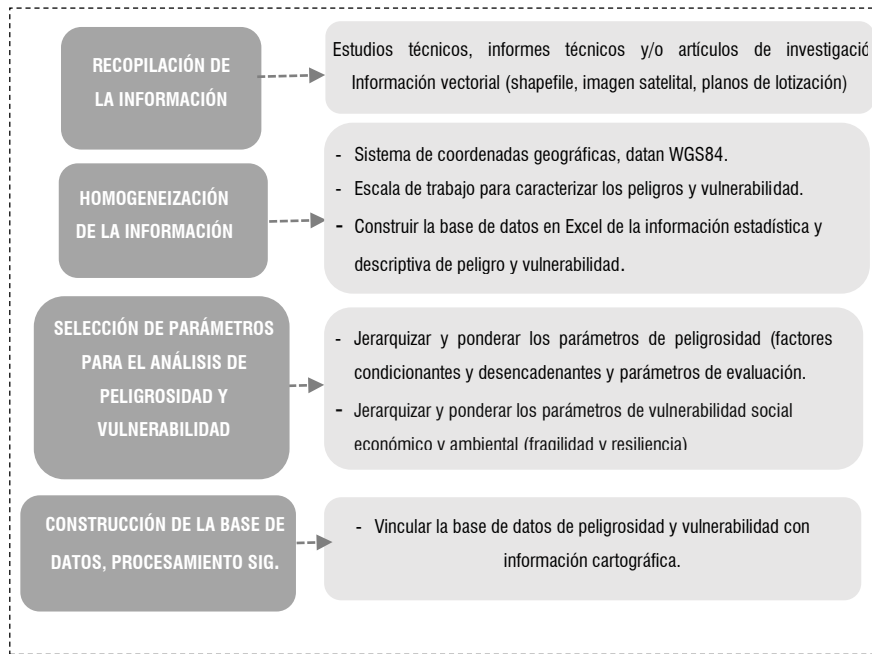 RECOPILACIÓN DE
LA INFORMACIÓN
Estudios técnicos, informes técnicos y/o artículos de investigació
Información vectorial (shapefile, imagen satelital, planos de lotización)
HOMOGENEIZACIÓN
DE LA INFORMACIÓN
- Sistema de coordenadas geográficas, datan WGS84.
- Escala de trabajo para caracterizar los peligros y vulnerabilidad.
- Construir la base de datos en Excel de la información estadística y
descriptiva de peligro y vulnerabilidad.
SELECCIÓN DE PARÁMETROS
PARA EL ANÁLISIS DE
PELIGROSIDAD Y
VULNERABILIDAD
- Jerarquizar y ponderar los parámetros de peligrosidad (factores
condicionantes y desencadenantes y parámetros de evaluación.
- Jerarquizar y ponderar los parámetros de vulnerabilidad social
económico y ambiental (fragilidad y resiliencia)
CONSTRUCCIÓN DE LA BASE DE
DATOS, PROCESAMIENTO SIG.
- Vincular la base de datos de peligrosidad y vulnerabilidad con
información cartográfica.